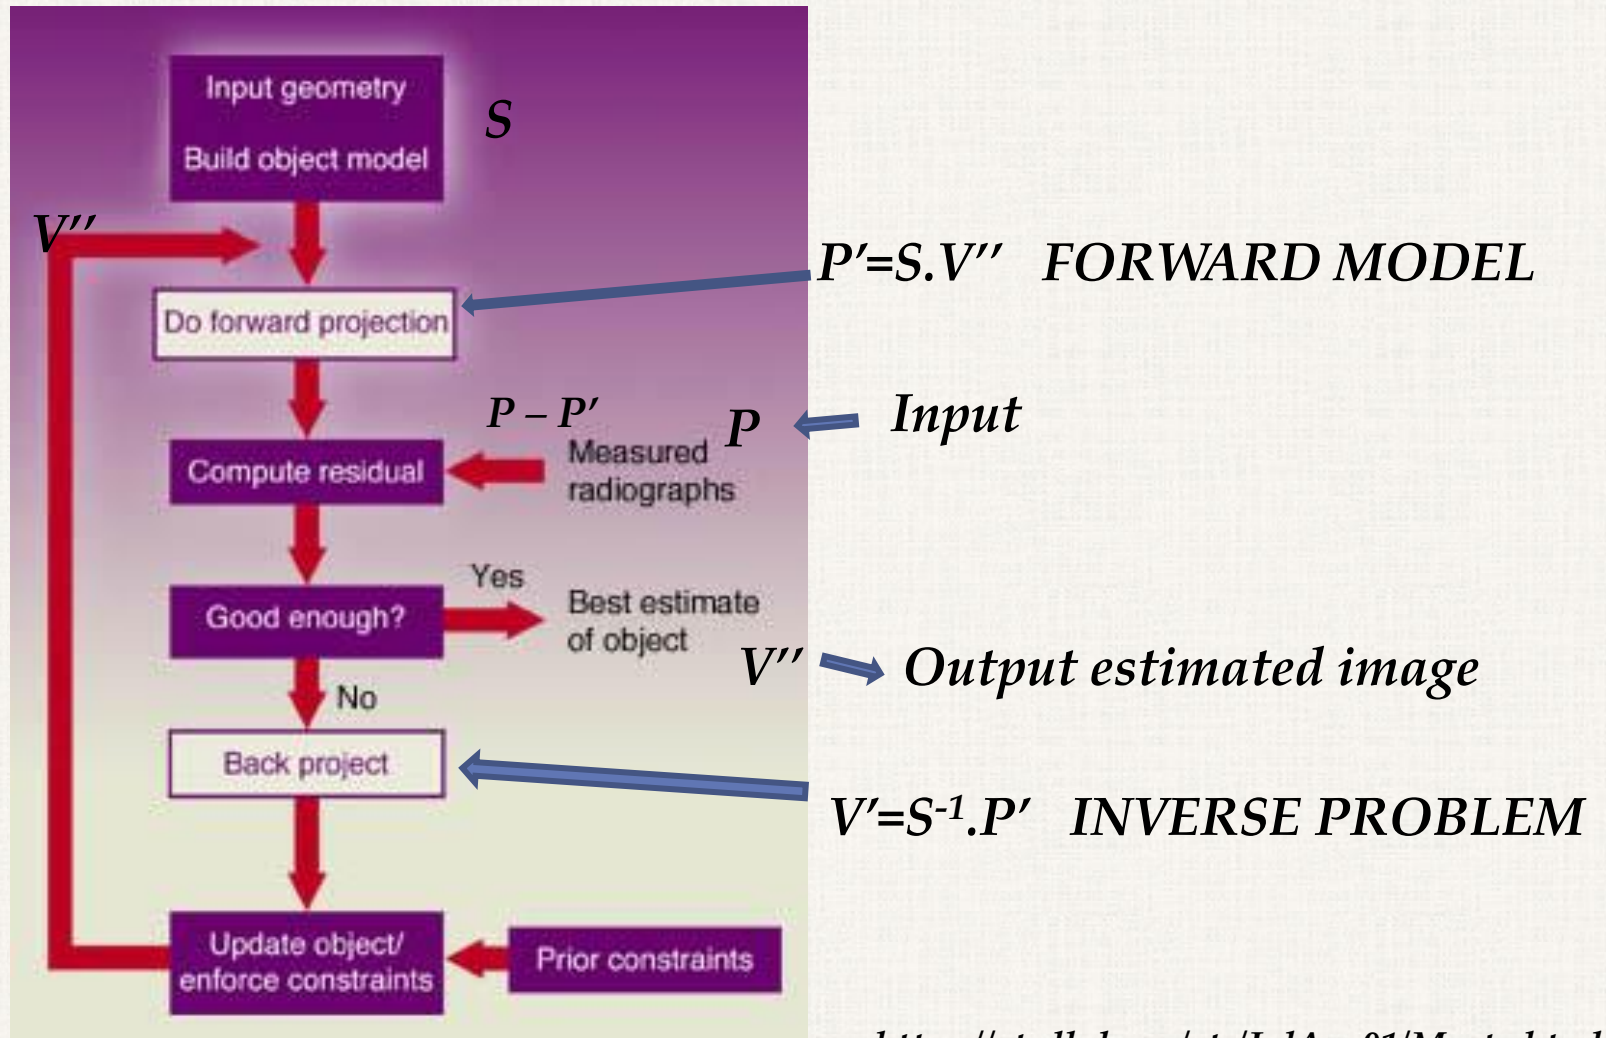 Input geometry
S
Build object model
V′′
P′=S.V′′ FORWARD MODEL
Do forward projection
P – P′
P
Input
Measured
radiographs
Compute residual
Yes
Good enough?
Best estimate
of object
V′′
Output estimated image
No
Back project
V′=S-1.P′ INVERSE PROBLEM
Update object/
enforce constraints
Prior constraints